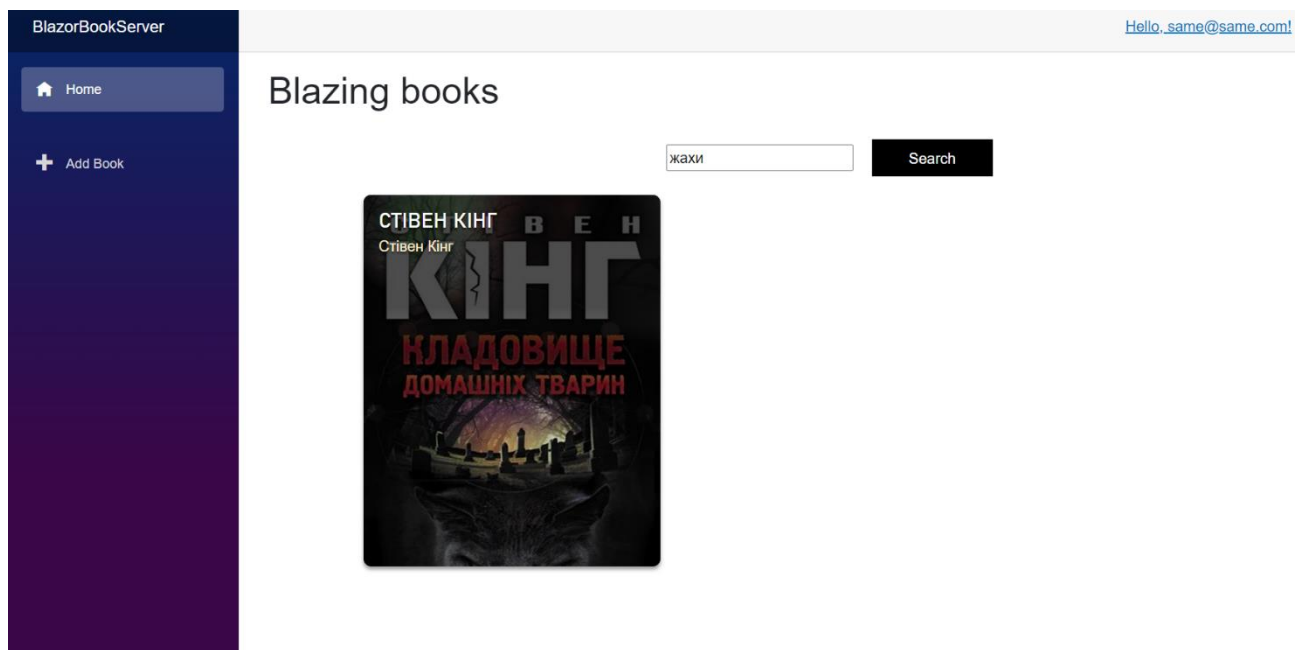 BlazorBookServer
Hello, same@same.com!
Home
Add Book
Blazing books
жахи
Search
СТІВЕН КІНГ
Стівен Кінг
СТІВЕН
КІНГ
КЛАДОВИЩЕ
ДОМАШНІХ ТВАРИН